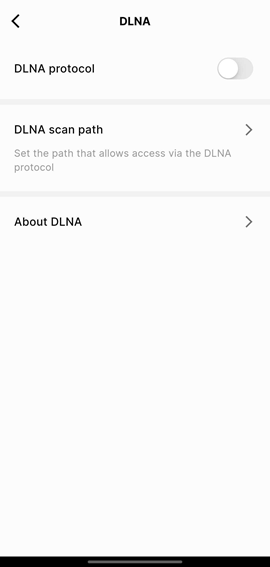 DLNA
DLNA protocol
DLNA scan path
Set the path that allows access via the DLNA
protocol
About DLNA